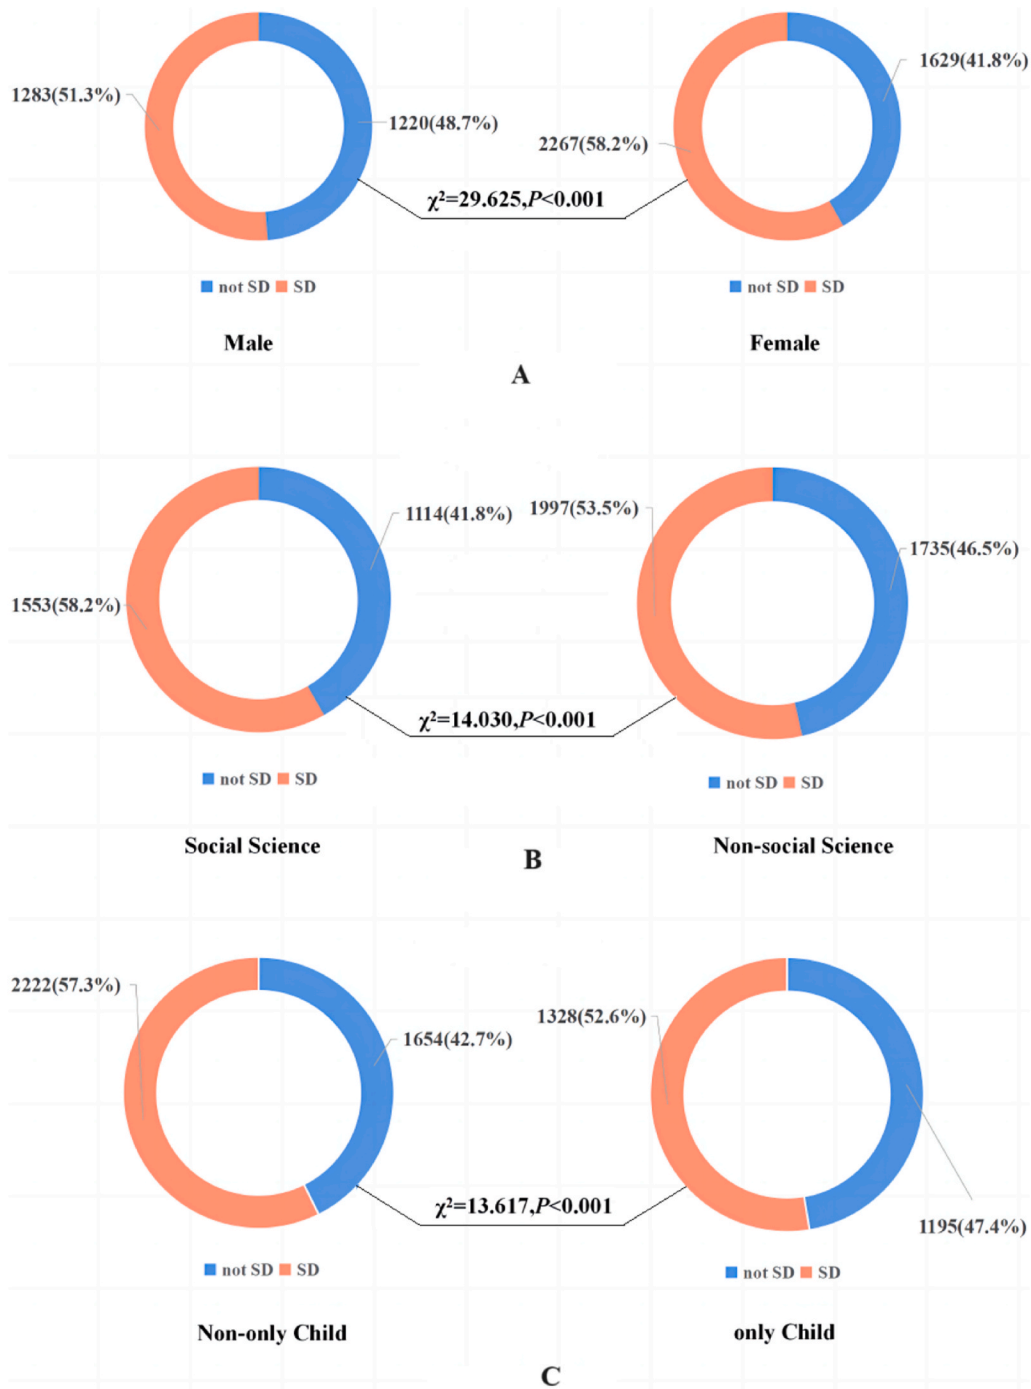 1283(51.3%)
1220(48.7%)
1629(41.8%)
2267(58.2%)
χ²=29.625,P<0.001
not SD SD
not SD SD
Male
Female
A
1114(41.8%)
1553(58.2%)
1997(53.5%)
1735(46.5%)
χ²=14.030,P<0.001
not SD SD
not SD SD
Social Science
Non-social Science
B
2222(57.3%)
1654(42.7%)
1328(52.6%)
1195(47.4%)
χ²=13.617,P<0.001
not SD SD
not SD SD
Non-only Child
only Child
C